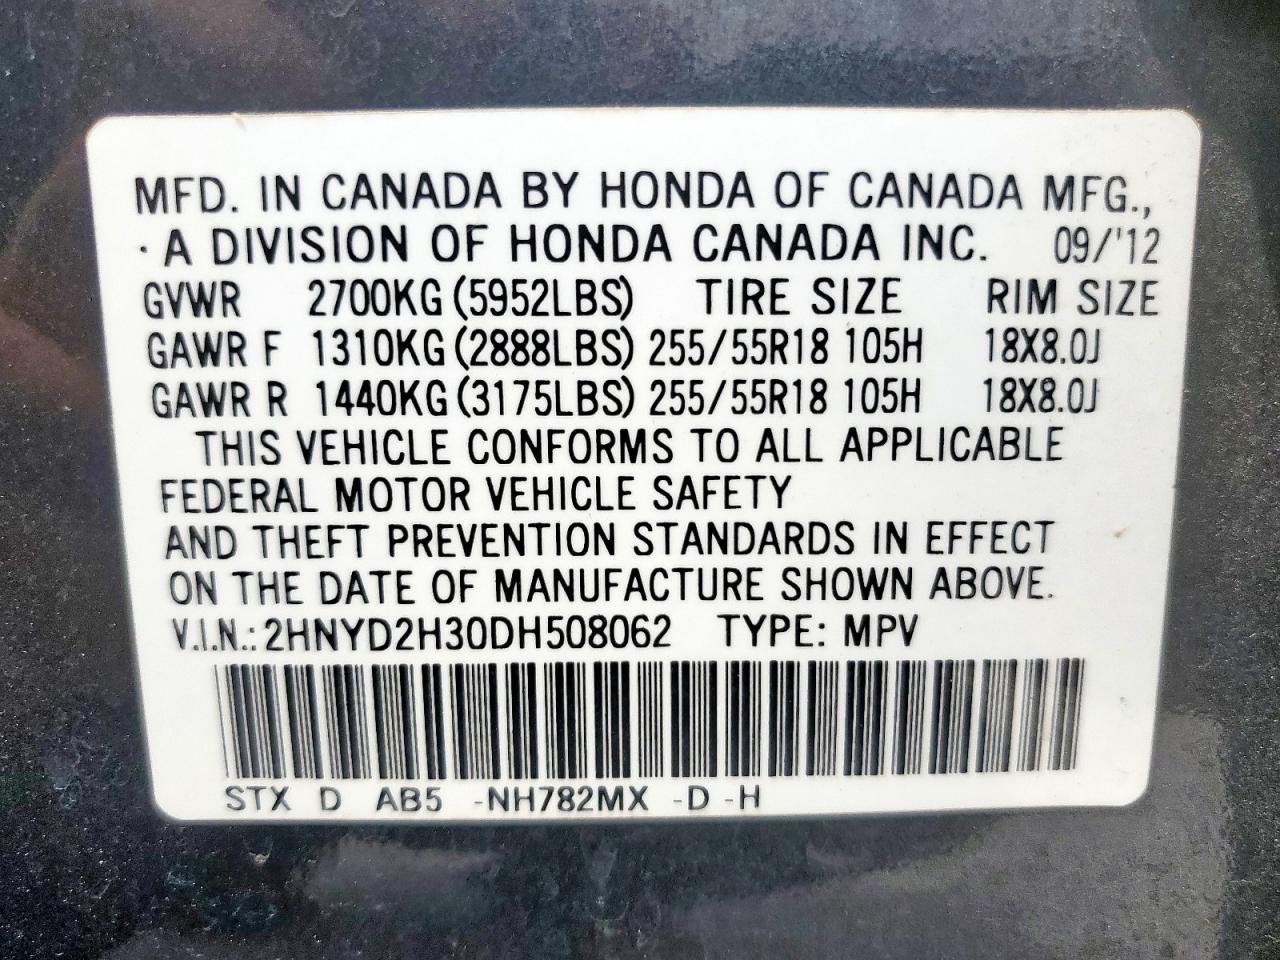 MFD. IN CANADA BY HONDA OF CANADA MFG.,
· A DIVISION OF HONDA CANADA INC. 09/'12
GVWR 2700KG (5952LBS) TIRE SIZE RIM SIZE
GAWR F 1310KG (2888LBS) 255/55R18 105H 18X8.0J
GAWR R 1440KG (3175LBS) 255/55R18 105H 18X8.0J
THIS VEHICLE CONFORMS TO ALL APPLICABLE
FEDERAL MOTOR VEHICLE SAFETY
AND THEFT PREVENTION STANDARDS IN EFFECT
ON THE DATE OF MANUFACTURE SHOWN ABOVE.
V.I.N.: 2HNYD2H30DH508062 TYPE: MPV
STX D AB5 -NH782MX -D -H